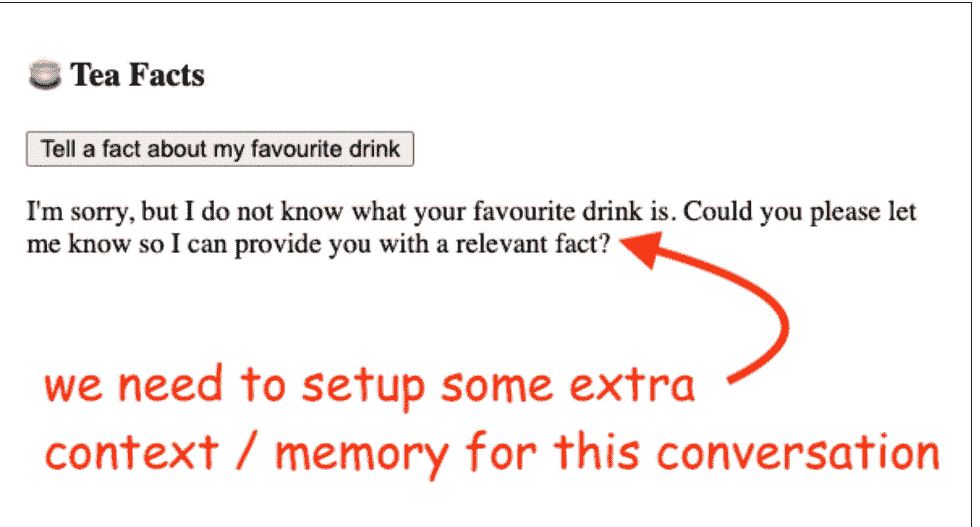 Tea Facts
Tell a fact about my favourite drink
I'm sorry, but I do not know what your favourite drink is. Could you please let
me know so I can provide you with a relevant fact?
we need to setup some extra
context / memory for this conversation